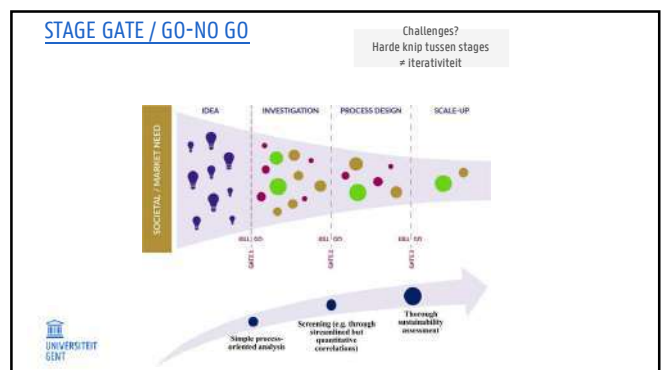 STAGE GATE / GO-NO GO
Challenges?
Harde knip tussen stages
≠ iterativiteit
SOCIETAL / MARKET NEED
IDEA
INVESTIGATION
PROCESS DESIGN
SCALE-UP
KILL GO
GATE 1
KILL GO
GATE 2
KILL GO
GATE 3
Simple process-
oriented analysis
Screening (e.g. through
streamlined but
quantitative
correlations)
Thorough
sustainability
assessment
UNIVERSITEIT
GENT